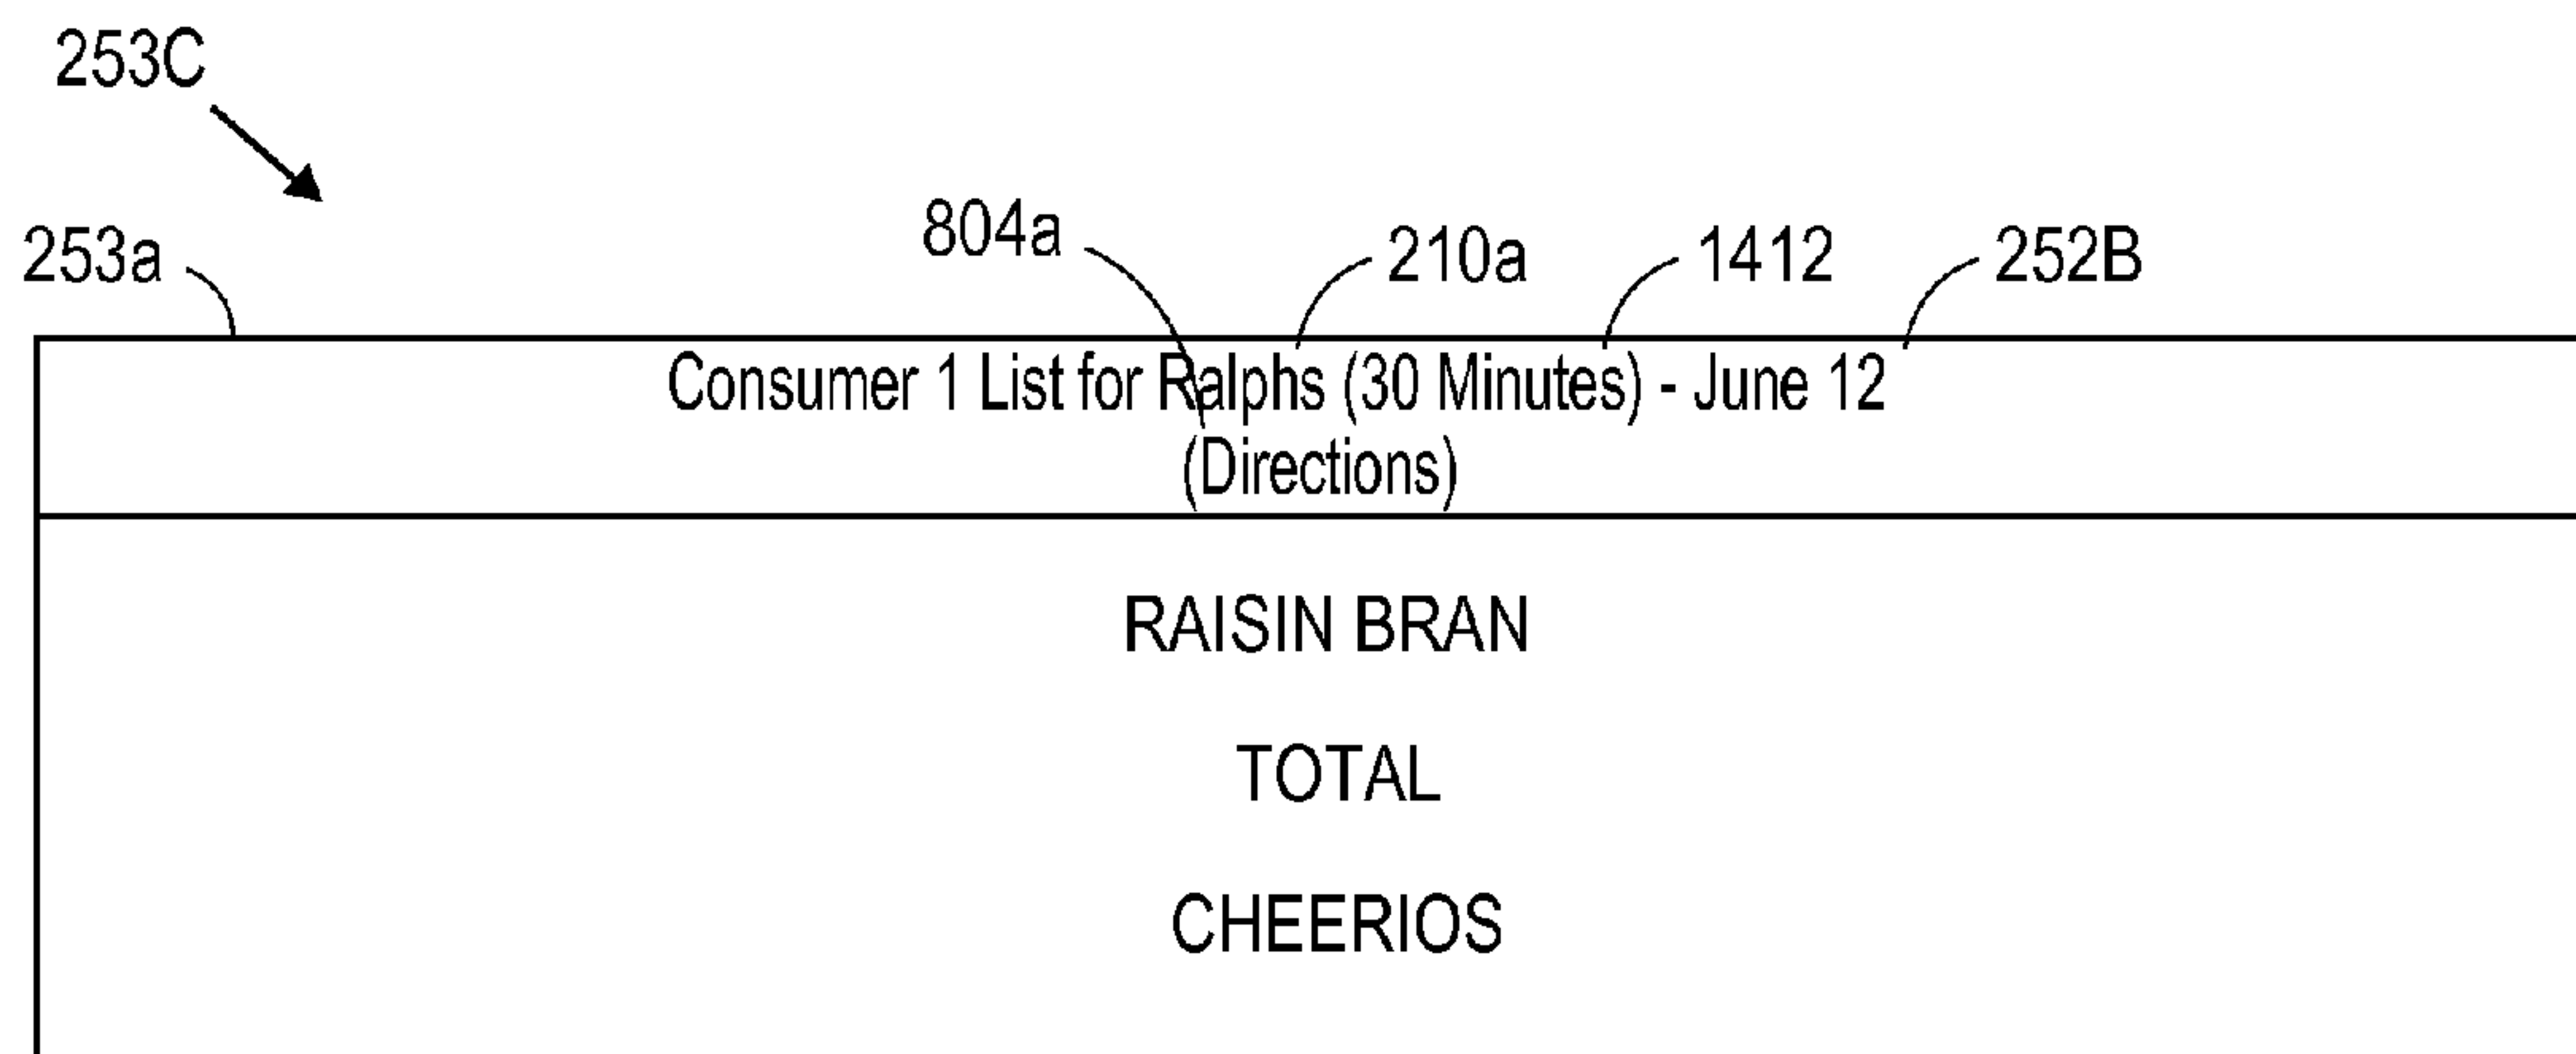 253C
253a 804a 210a 1412 252B
Consumer 1 List for Ralphs (30 Minutes) - June 12
(Directions)
RAISIN BRAN
TOTAL
CHEERIOS